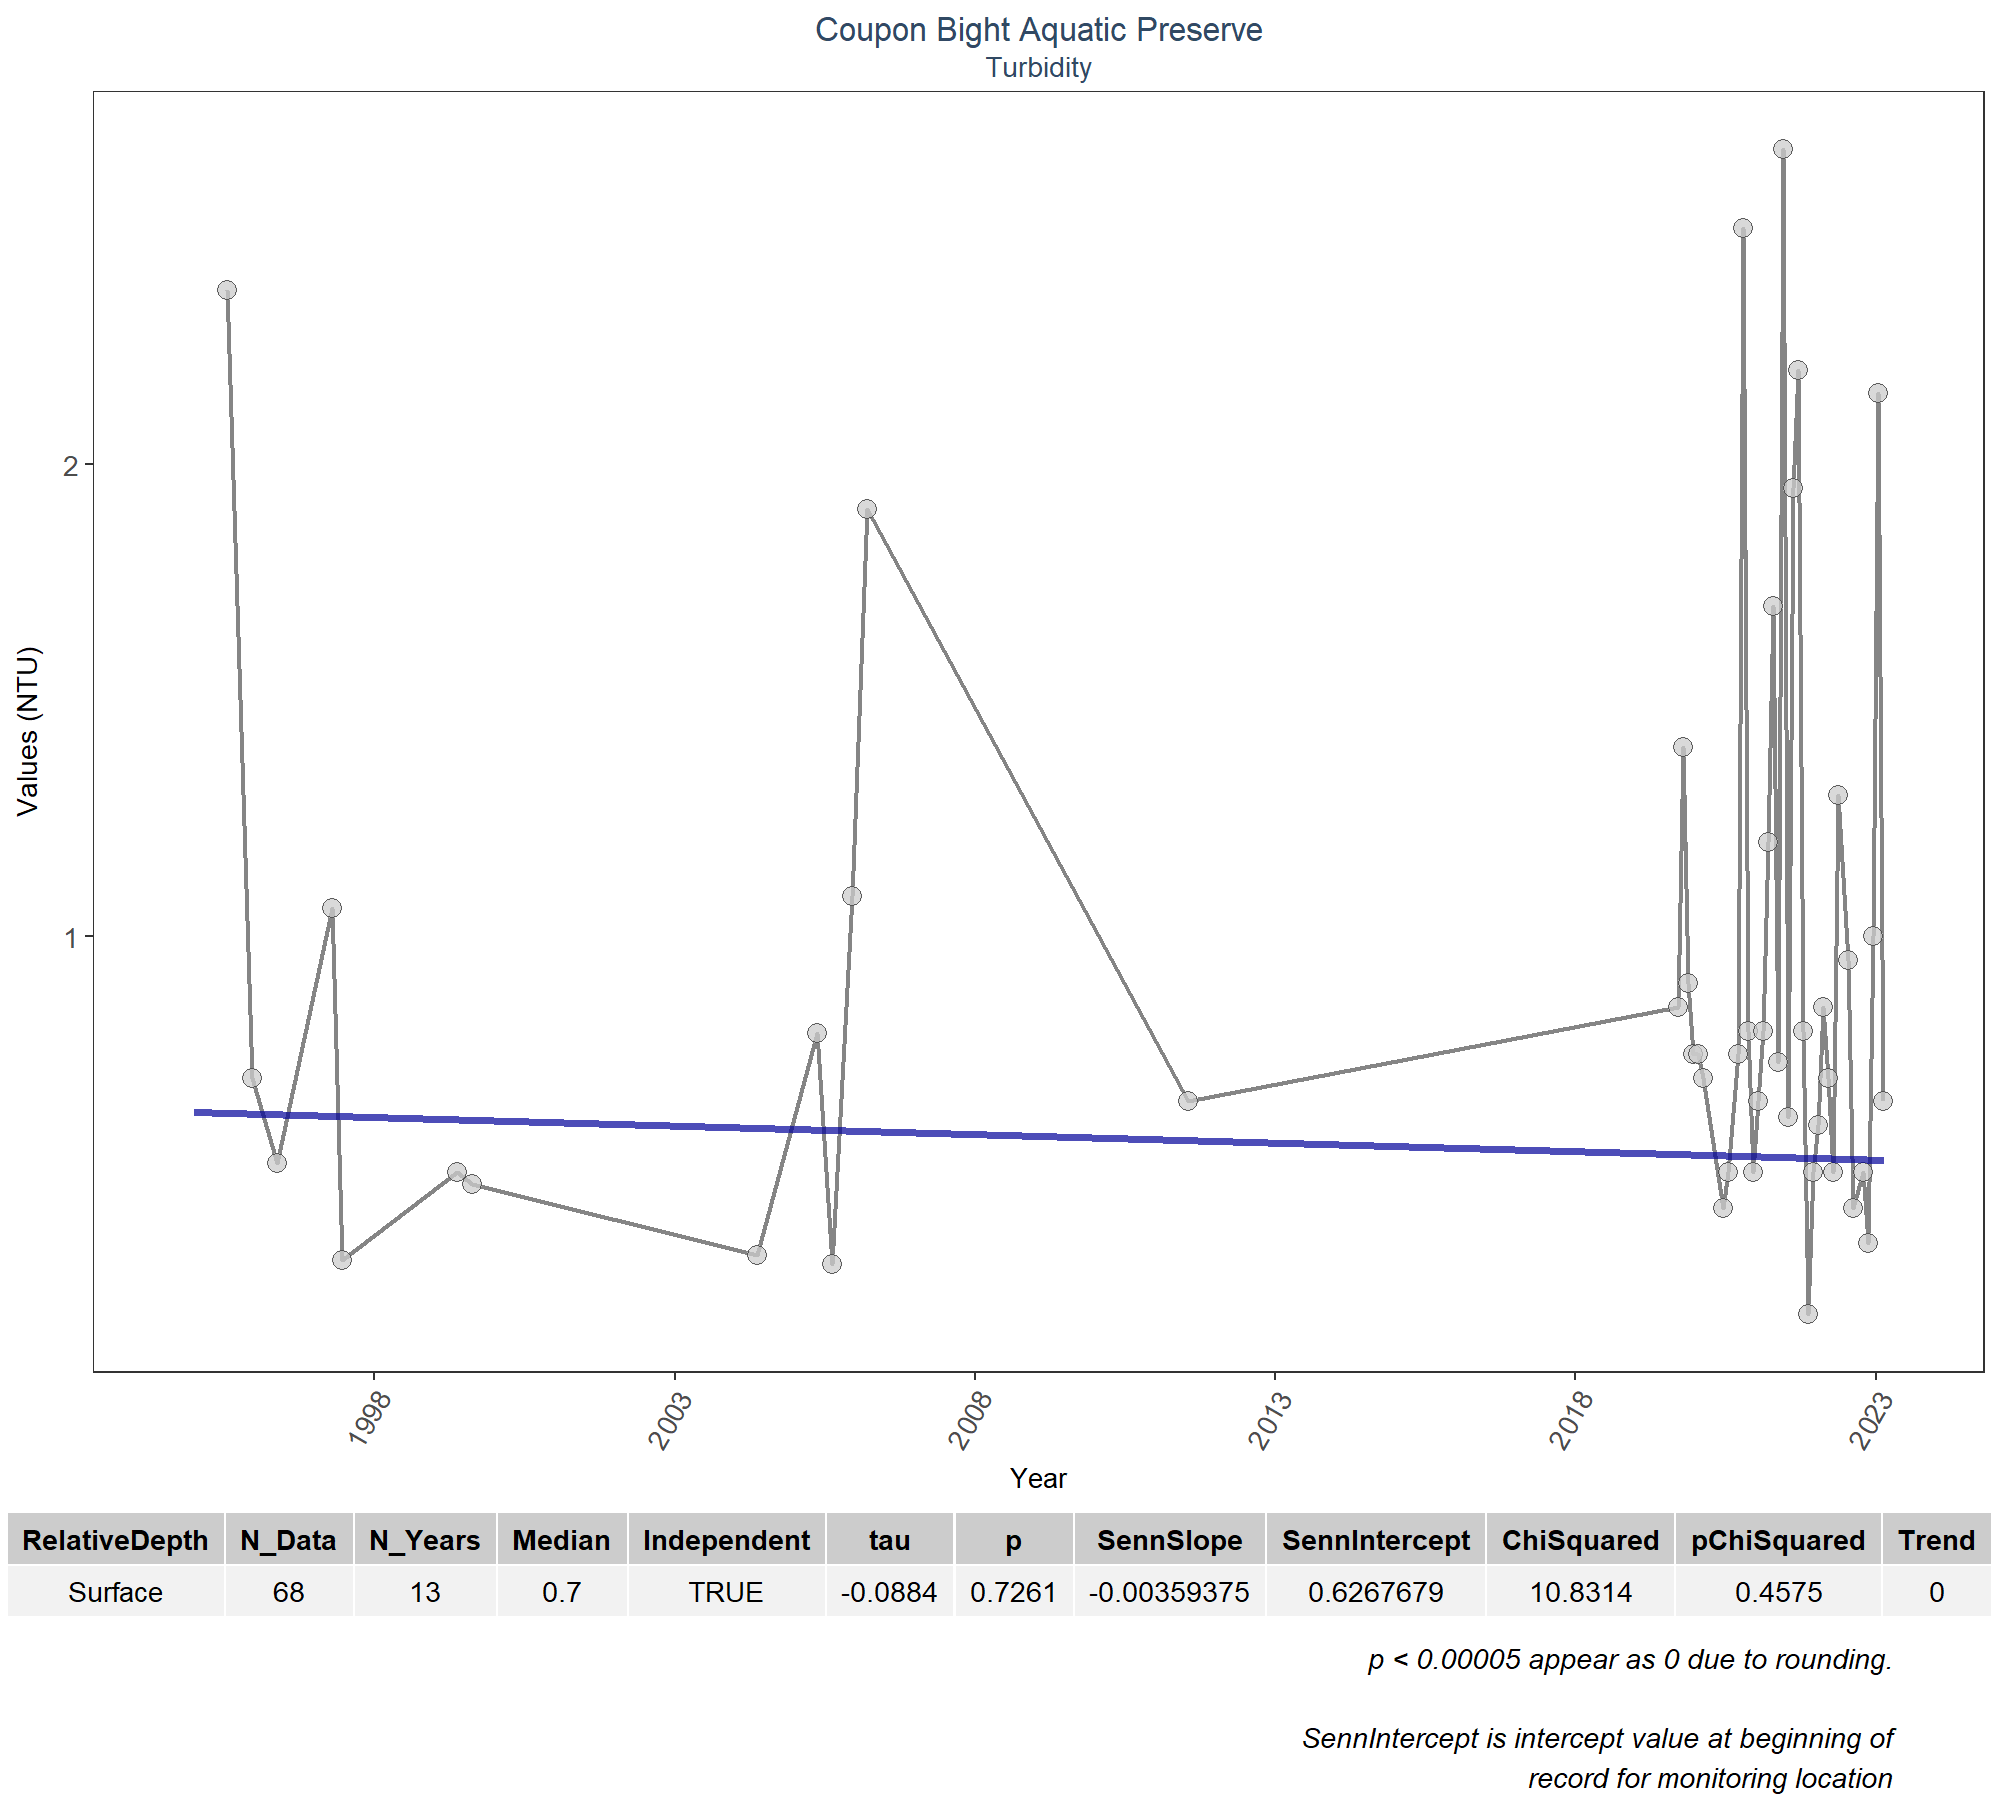 Coupon Bight Aquatic Preserve
Turbidity
Values (NTU)
2
1
1998 2003 2008 2013 2018 2023
Year
RelativeDepth N_Data N_Years Median Independent tau p SennSlope SennIntercept ChiSquared pChiSquared Trend
Surface 68 13 0.7 TRUE -0.0884 0.7261 -0.00359375 0.6267679 10.8314 0.4575 0
p < 0.00005 appear as 0 due to rounding.
SennIntercept is intercept value at beginning of
record for monitoring location